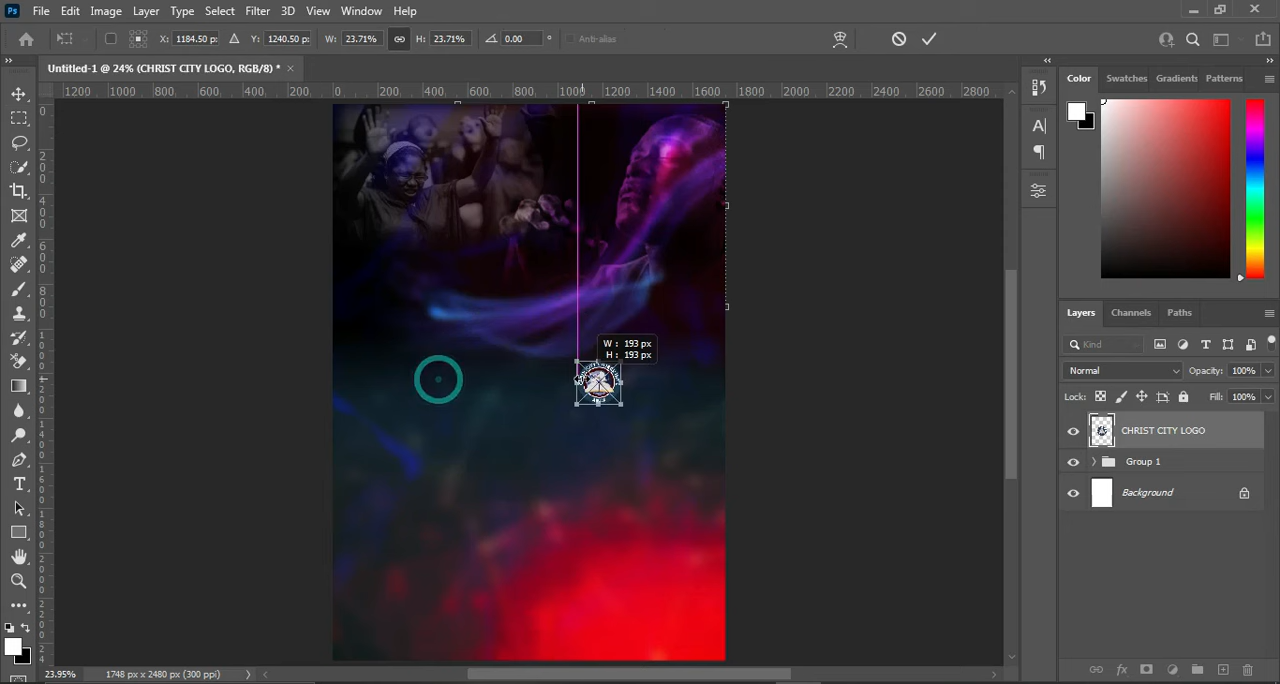 Ps File Edit Image Layer Type Select Filter 3D View Window Help
X: 1184.50 p: Y: 1240.50 p: W: 23.71% H: 23.71% 0.00 ° Anti-alias
Untitled-1 @ 24% (CHRIST CITY LOGO, RGB/8) *
Color Swatches Gradients Patterns
1200 1000 800 600 400 200 0 200 400 600 800 1000 1200 1400 1600 1800 2000 2200 2400 2600 2800
W : 193 px
H : 193 px
Layers Channels Paths
Kind
Normal Opacity: 100%
Lock: Fill: 100%
CHRIST CITY LOGO
Group 1
Background
23.95% 1748 px x 2480 px (300 ppi)